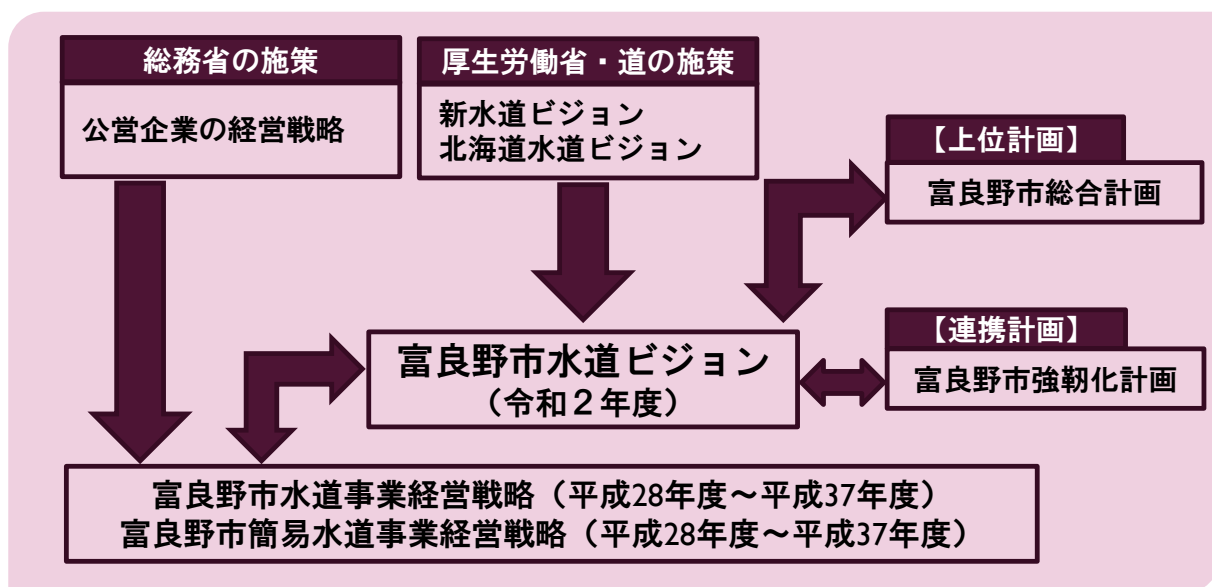 総務省の施策
公営企業の経営戦略
厚生労働省・道の施策
新水道ビジョン
北海道水道ビジョン
【上位計画】
富良野市総合計画
【連携計画】
富良野市強靭化計画
富良野市水道ビジョン
（令和２年度）
富良野市水道事業経営戦略（平成28年度～平成37年度）
富良野市簡易水道事業経営戦略（平成28年度～平成37年度）